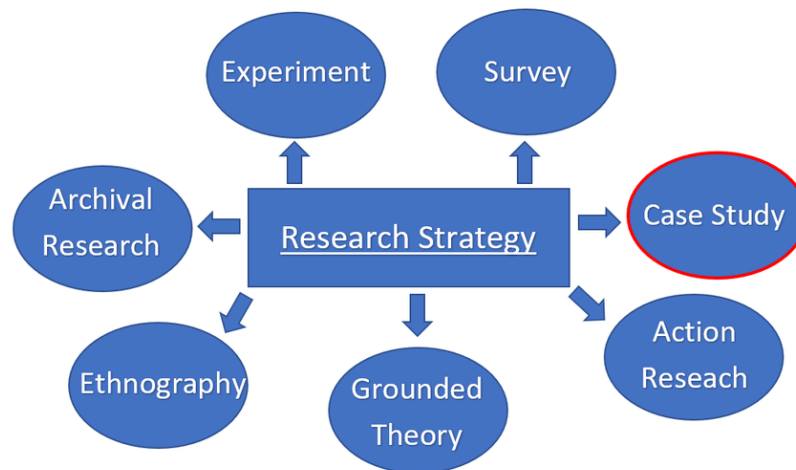 Experiment
Survey
Archival
Research
Research Strategy
Case Study
Ethnography
Grounded
Theory
Action
Reseach